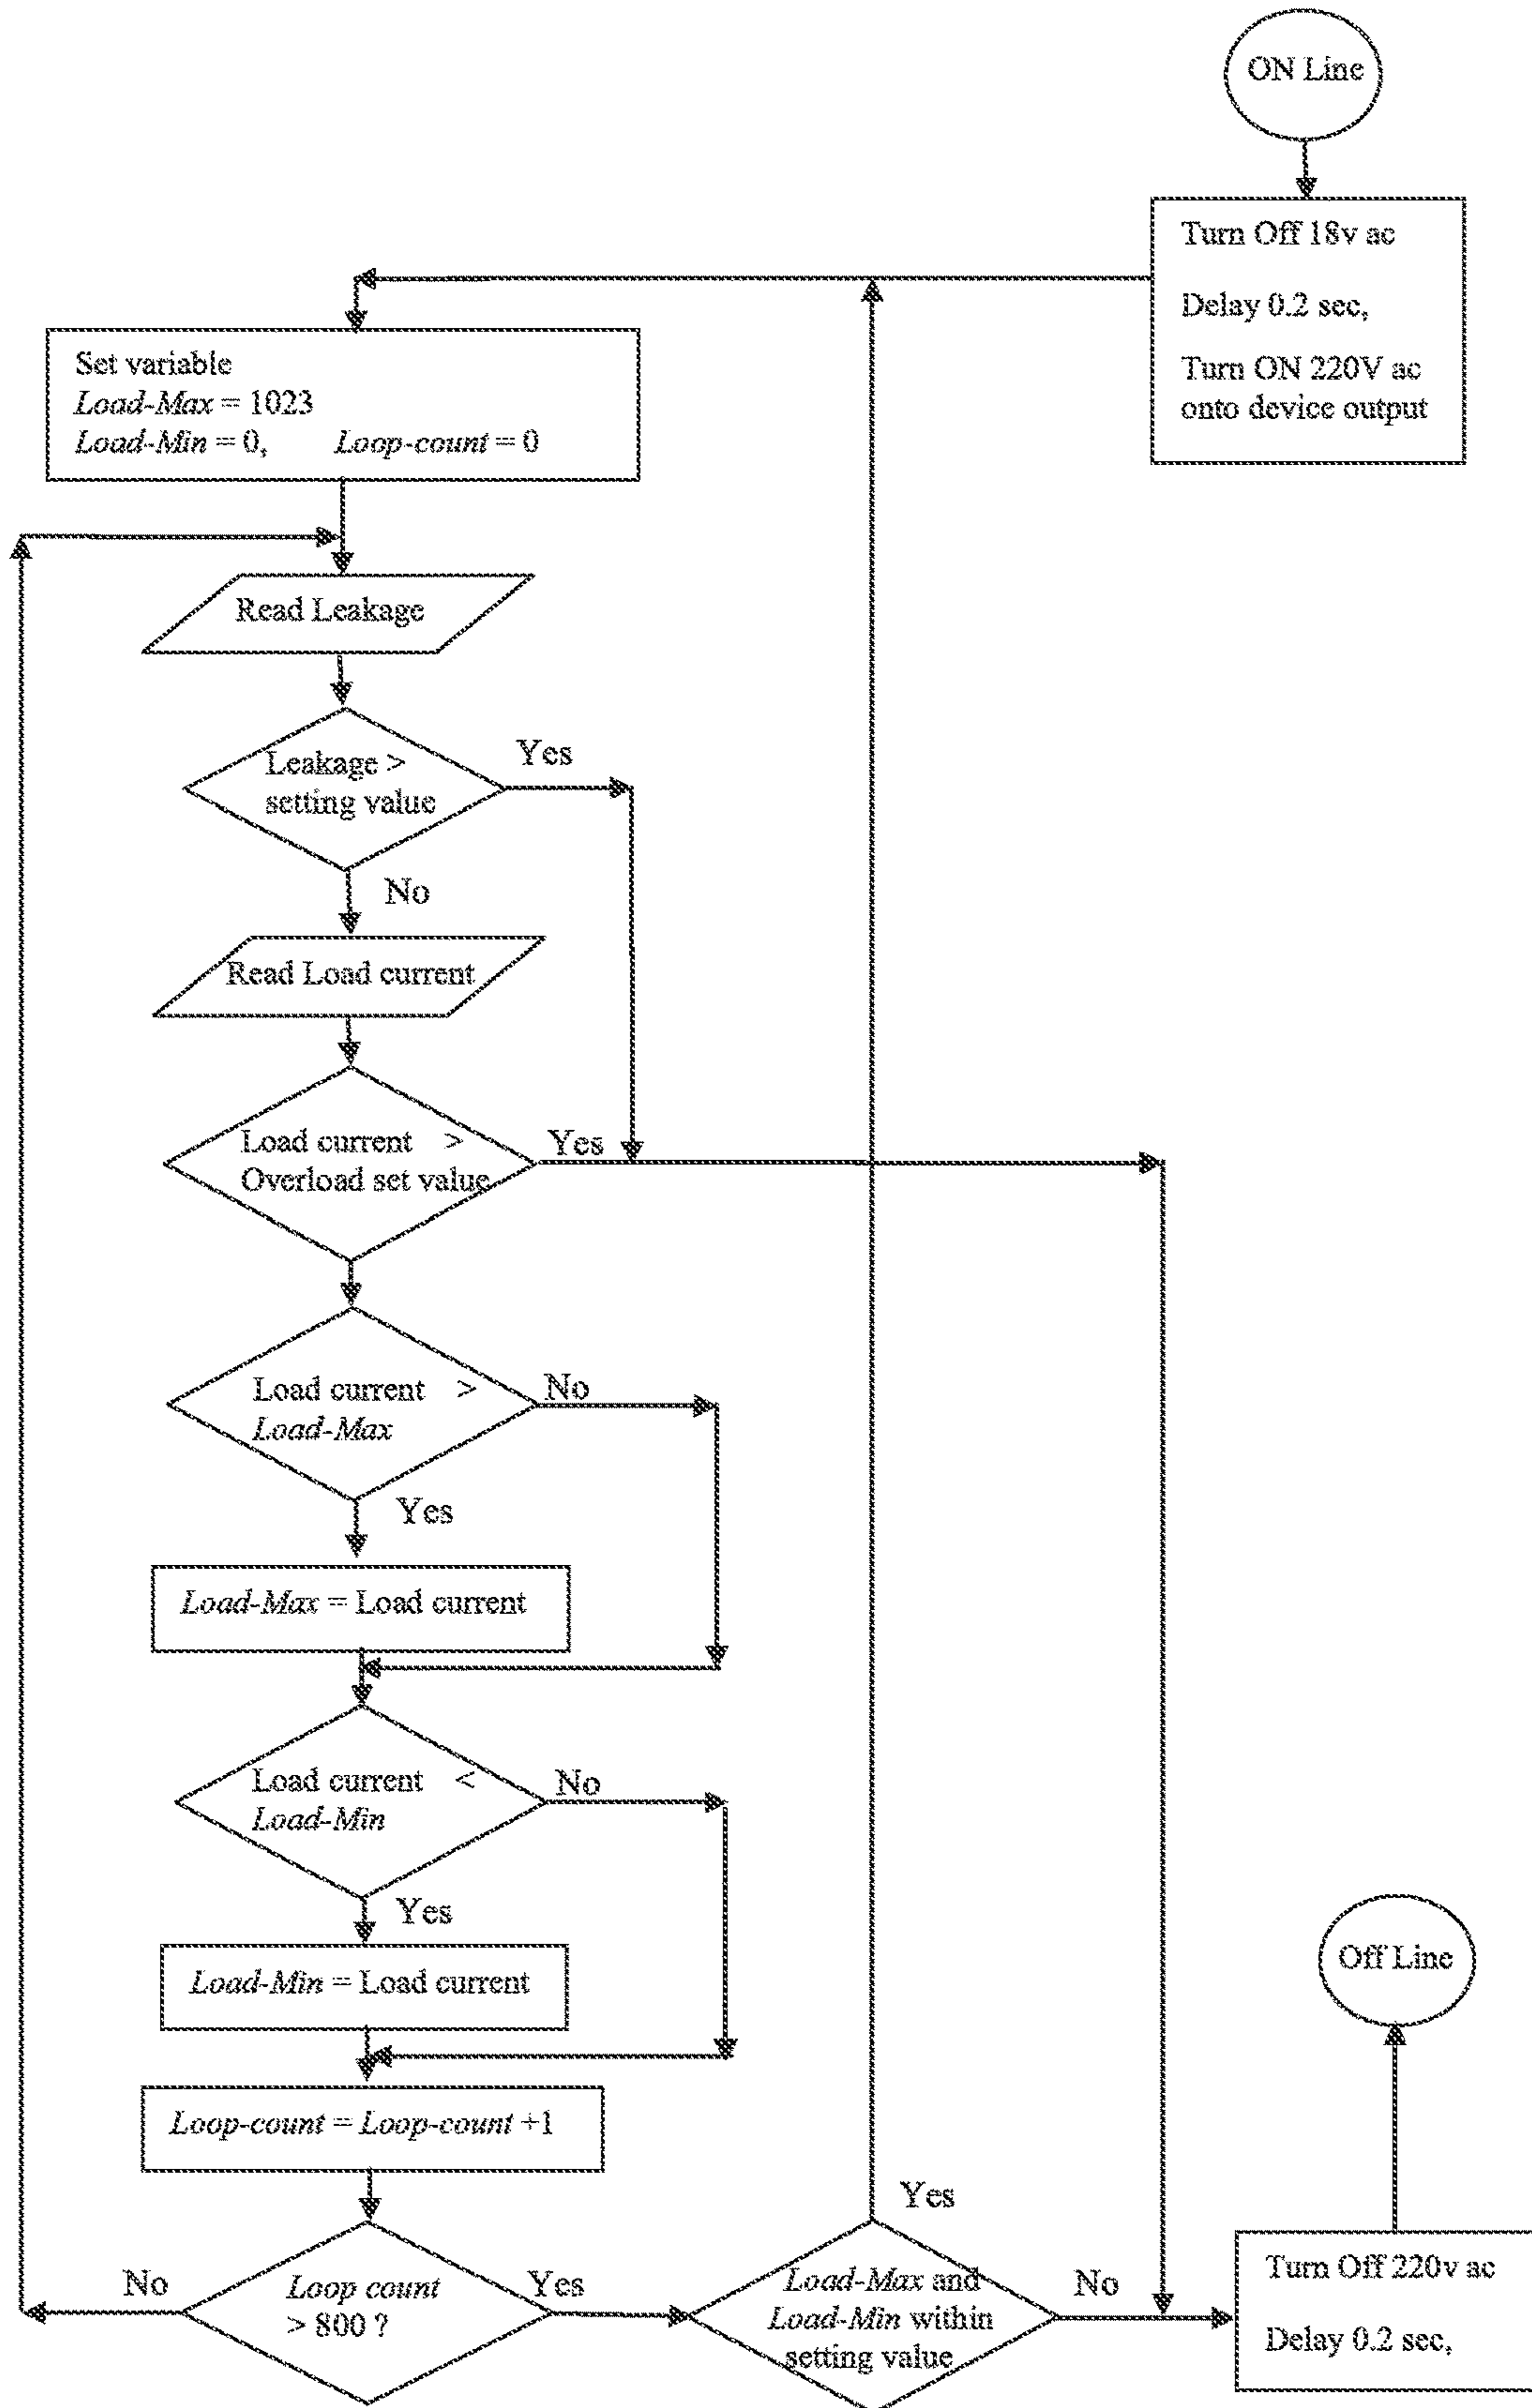 ON Line
Turn Off 18v ac
Delay 0.2 sec,
Turn ON 220V ac
onto device output
Set variable
Load-Max = 1023
Load-Min = 0, Loop-count = 0
Read Leakage
Leakage >
setting value
Yes
No
Read Load current
Load current >
Overload set value
Yes
Load current >
Load-Max
No
Yes
Load-Max = Load current
Load current <
Load-Min
No
Yes
Load-Min = Load current
Loop-count = Loop-count +1
Loop count
> 800 ?
No
Yes
Load-Max and
Load-Min within
setting value
Yes
No
Turn Off 220v ac
Delay 0.2 sec,
Off Line